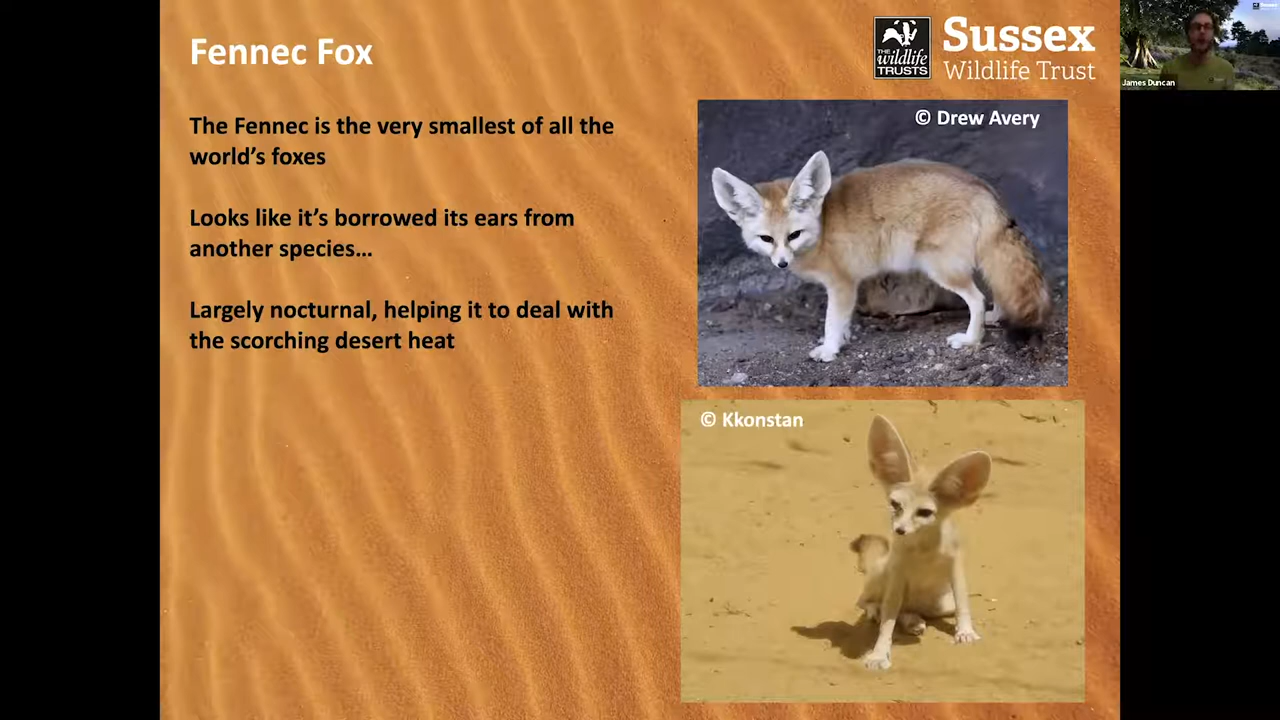 Fennec Fox
THE
wildlife
TRUSTS
Sussex
Wildlife Trust
The Fennec is the very smallest of all the
world's foxes
Looks like it's borrowed its ears from
another species…
Largely nocturnal, helping it to deal with
the scorching desert heat
© Drew Avery
© Kkonstan
James Duncan
Sussex